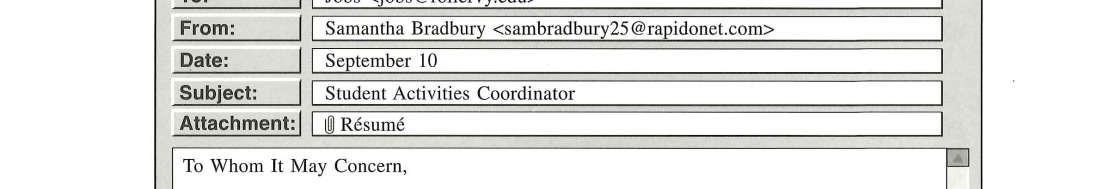 From: Samantha Bradbury <sambradbury25@rapidonet.com>
Date: September 10
Subject: Student Activities Coordinator
Attachment: Résumé
To Whom It May Concern,